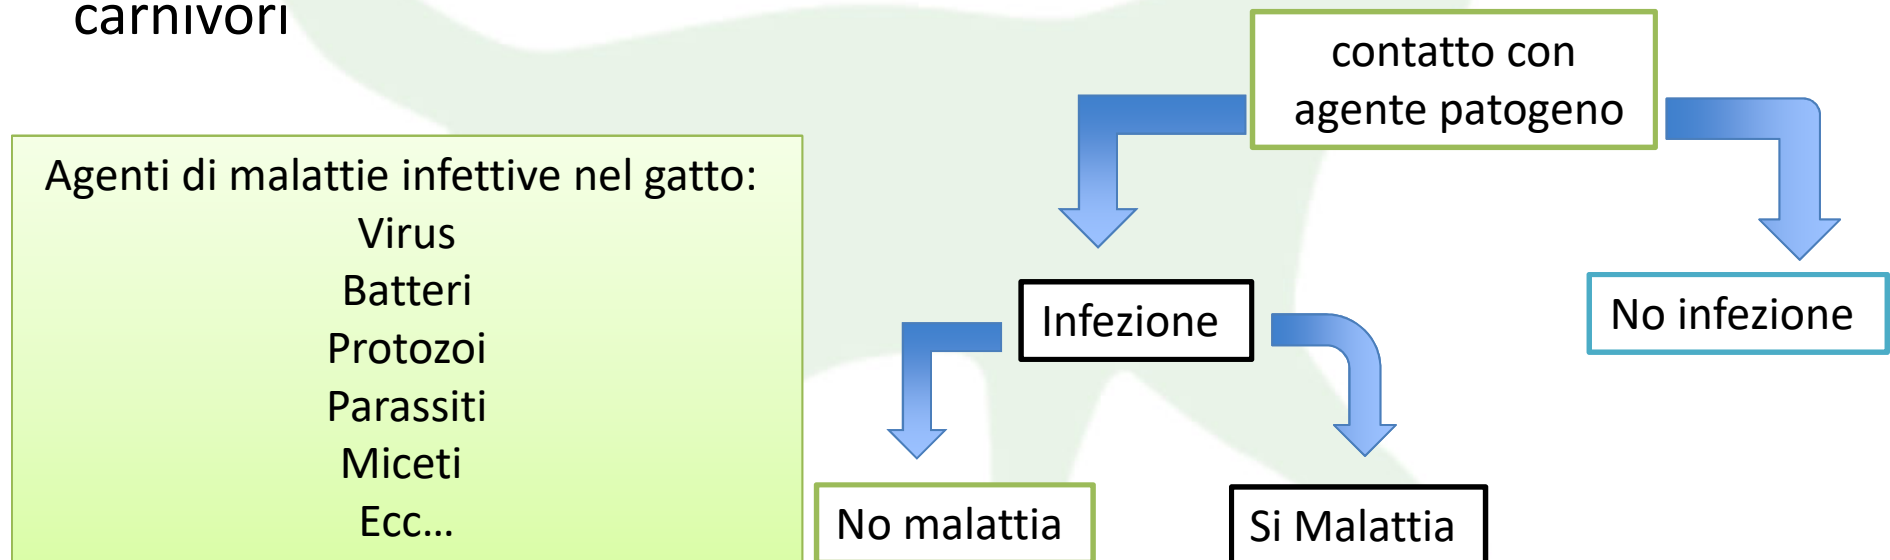 carnivori
contatto con
agente patogeno
Agenti di malattie infettive nel gatto:
Virus
Batteri
Protozoi
Parassiti
Miceti
Ecc...
Infezione
No infezione
No malattia
Si Malattia